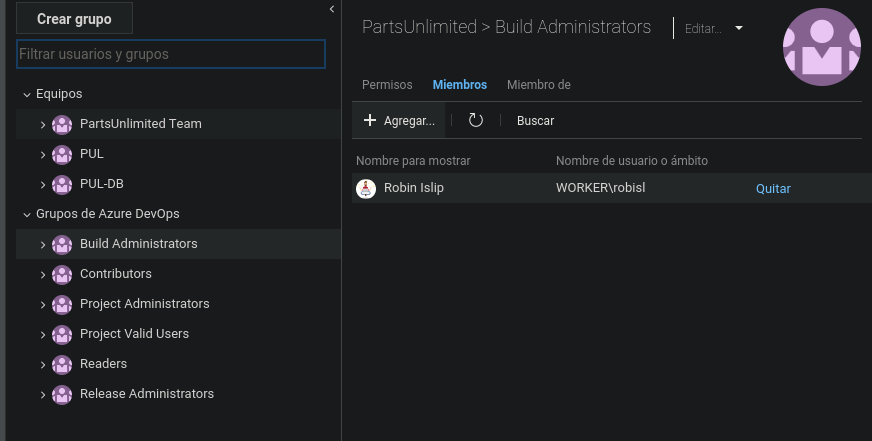 Crear grupo
Filtrar usuarios y grupos
Equipos
PartsUnlimited Team
PUL
PUL-DB
Grupos de Azure DevOps
Build Administrators
Contributors
Project Administrators
Project Valid Users
Readers
Release Administrators
PartsUnlimited > Build Administrators Editar...
Permisos Miembros Miembro de
Agregar... Buscar
Nombre para mostrar Nombre de usuario o ámbito
Robin Islip WORKER\robisl Quitar